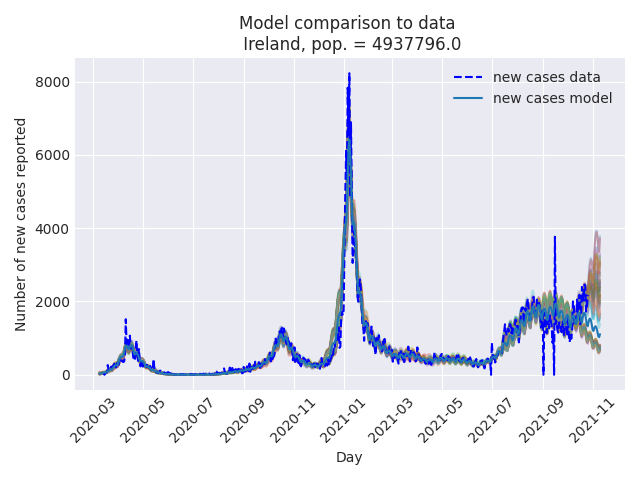 Model comparison to data
Ireland, pop. = 4937796.0
new cases data
new cases model
Number of new cases reported
8000
6000
4000
2000
0
2020-03
2020-05
2020-07
2020-09
2020-11
2021-01
2021-03
2021-05
2021-07
2021-09
2021-11
Day